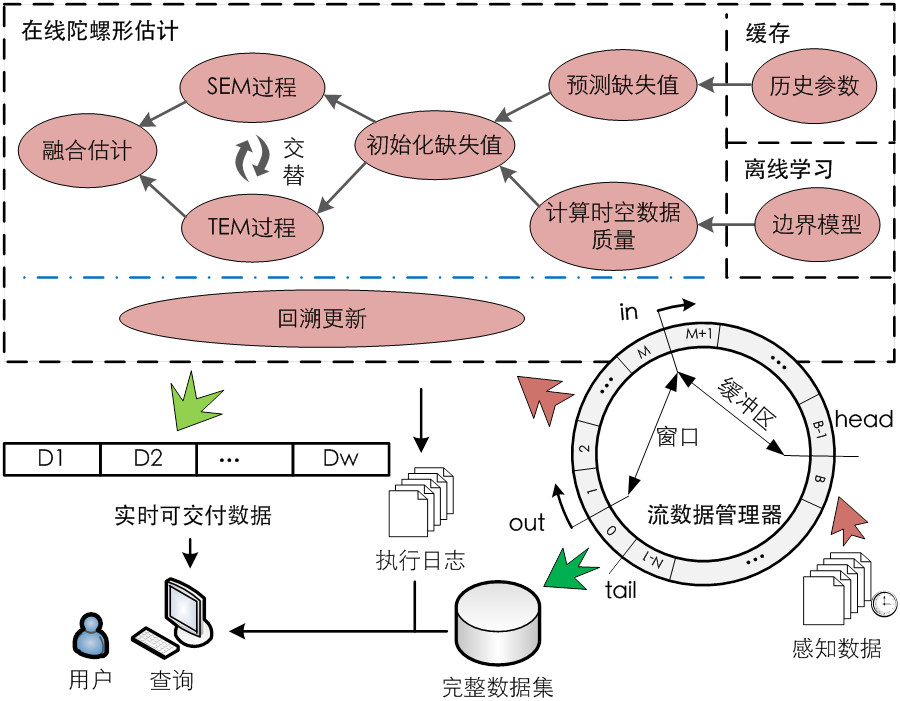 在线陀螺形估计
缓存
SEM过程
预测缺失值
历史参数
融合估计
交
替
初始化缺失值
离线学习
TEM过程
计算时空数据
质量
边界模型
回溯更新
in
M
M+1
...
...
缓冲区
head
B-1
窗口
2
D1
D2
...
Dw
B
1
流数据管理器
实时可交付数据
out
0
执行日志
N-1
...
tail
感知数据
用户
查询
完整数据集